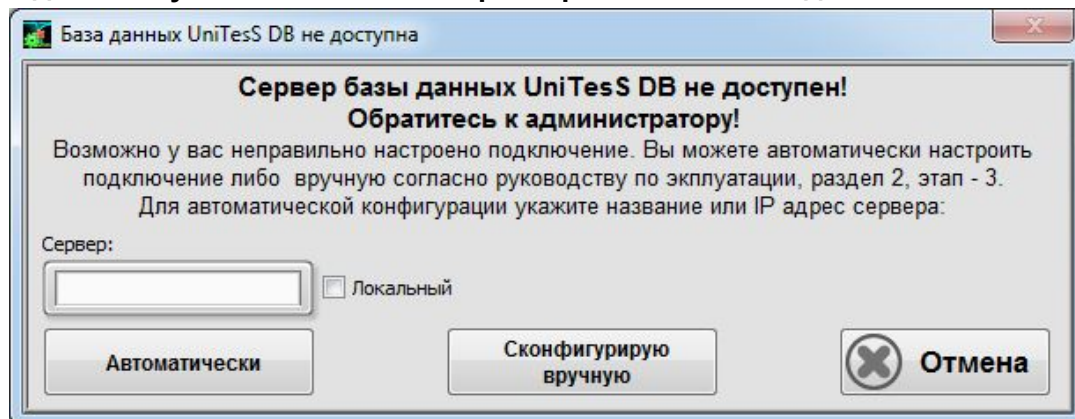 База данных UniTesS DB не доступна
Сервер базы данных UniTesS DB не доступен!
Обратитесь к администратору!
Возможно у вас неправильно настроено подключение. Вы можете автоматически настроить
подключение либо вручную согласно руководству по экплуатации, раздел 2, этап - 3.
Для автоматической конфигурации укажите название или IP адрес сервера:
Сервер:
Локальный
Автоматически
Сконфигурирую
вручную
Отмена